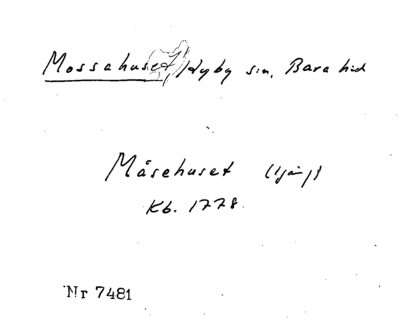 Mossahuset, Hyby sn, Bara hd
Måsehuset
Kb. 1778.
Nr 7481